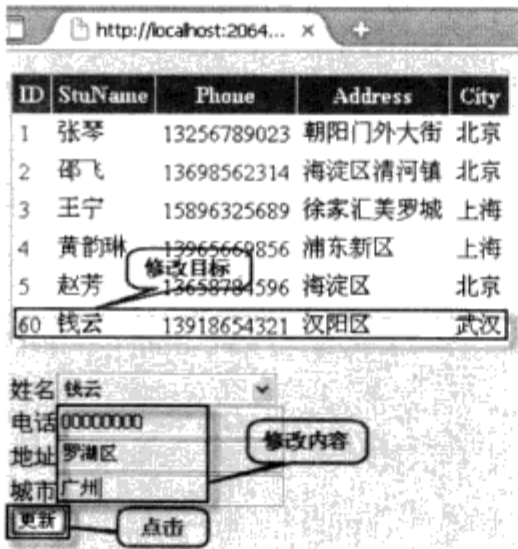 http://localhost:2064...
ID StuName Phone Address City
1 张琴 13256789023 朝阳门外大街 北京
2 邵飞 13698562314 海淀区清河镇 北京
3 王宁 15896325689 徐家汇美罗城 上海
4 黄韵琳 13965669856 浦东新区 上海
修改目标
5 赵芳 13658784596 海淀区 北京
60 钱云 13918654321 汉阳区 武汉
姓名 钱云
电话 00000000
地址 罗湖区
修改内容
城市 广州
更新
点击